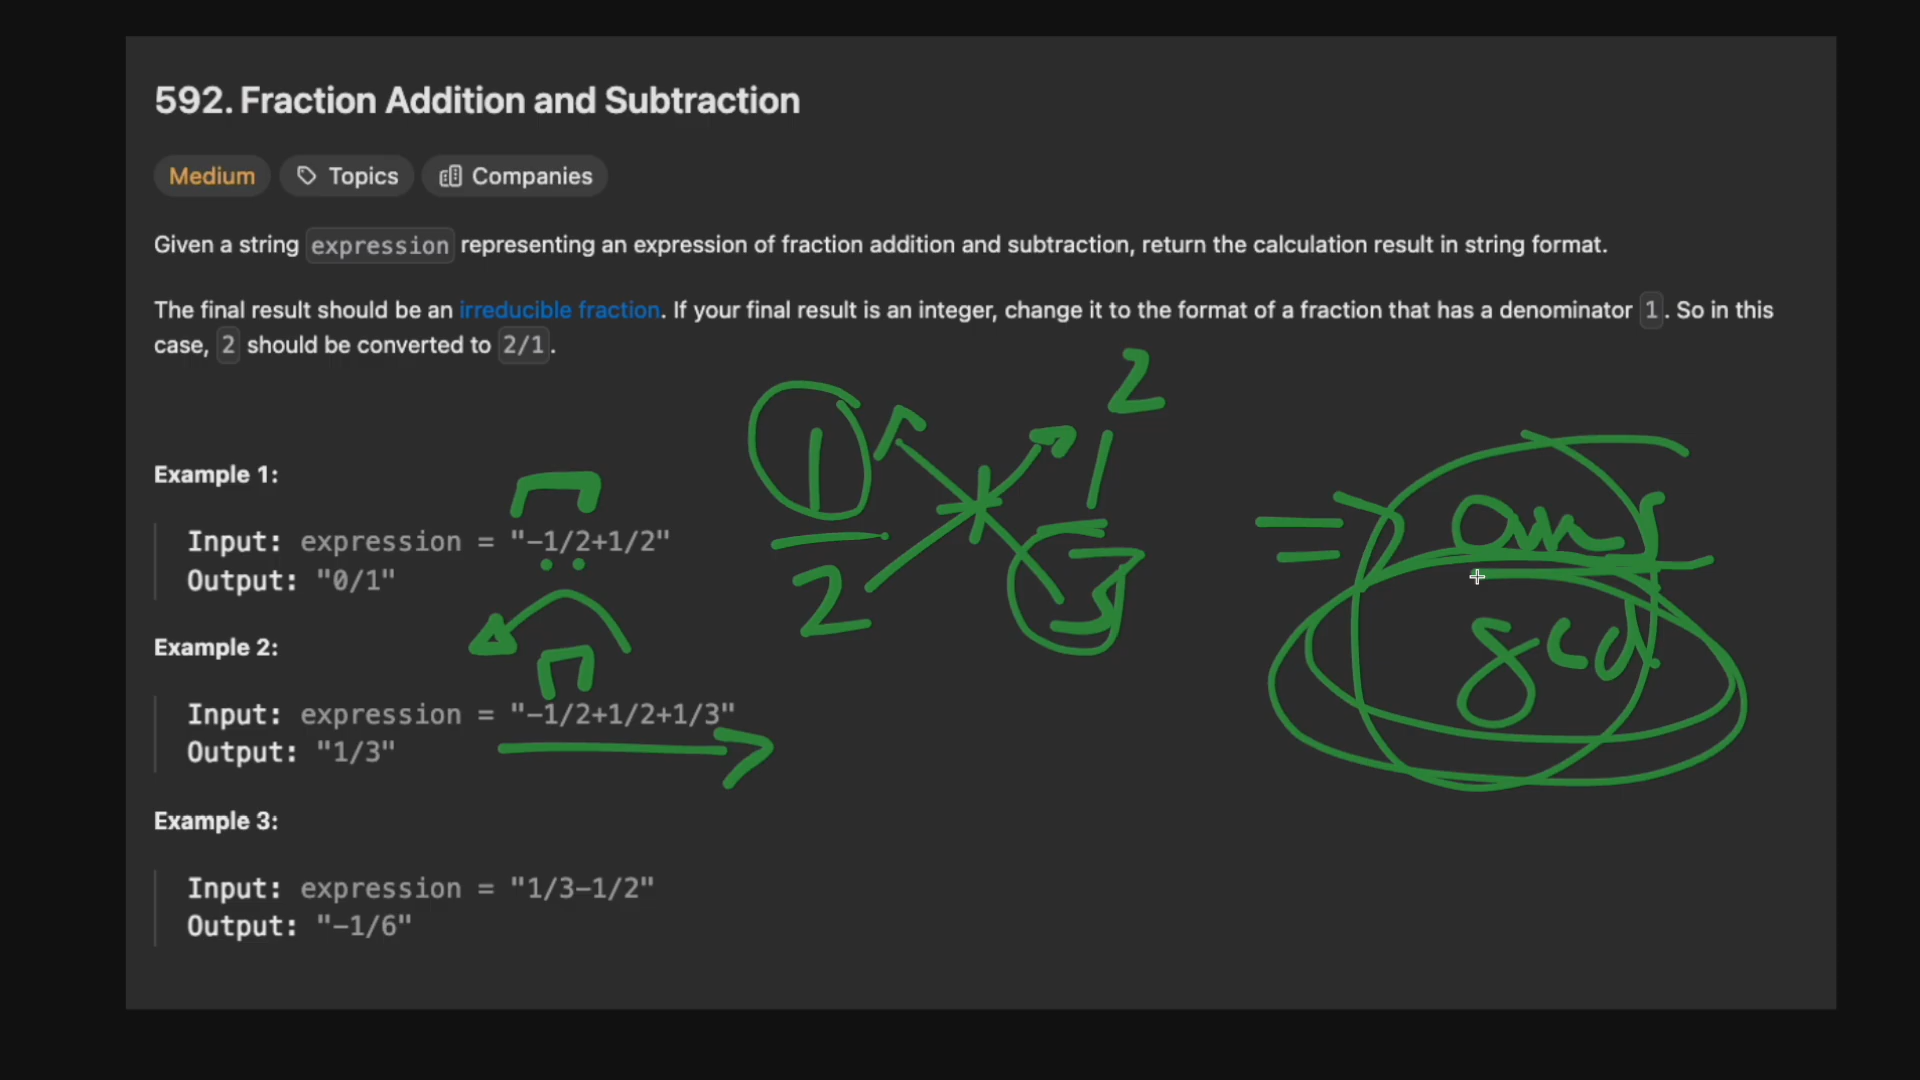 592. Fraction Addition and Subtraction
Medium Topics Companies
Given a string expression representing an expression of fraction addition and subtraction, return the calculation result in string format.
The final result should be an irreducible fraction. If your final result is an integer, change it to the format of a fraction that has a denominator 1. So in this
case, 2 should be converted to 2/1.
Example 1:
Input: expression = "-1/2+1/2"
Output: "0/1"
Example 2:
Input: expression = "-1/2+1/2+1/3"
Output: "1/3"
Example 3:
Input: expression = "1/3-1/2"
Output: "-1/6"
1 2
2 + 5
= ans
gcd